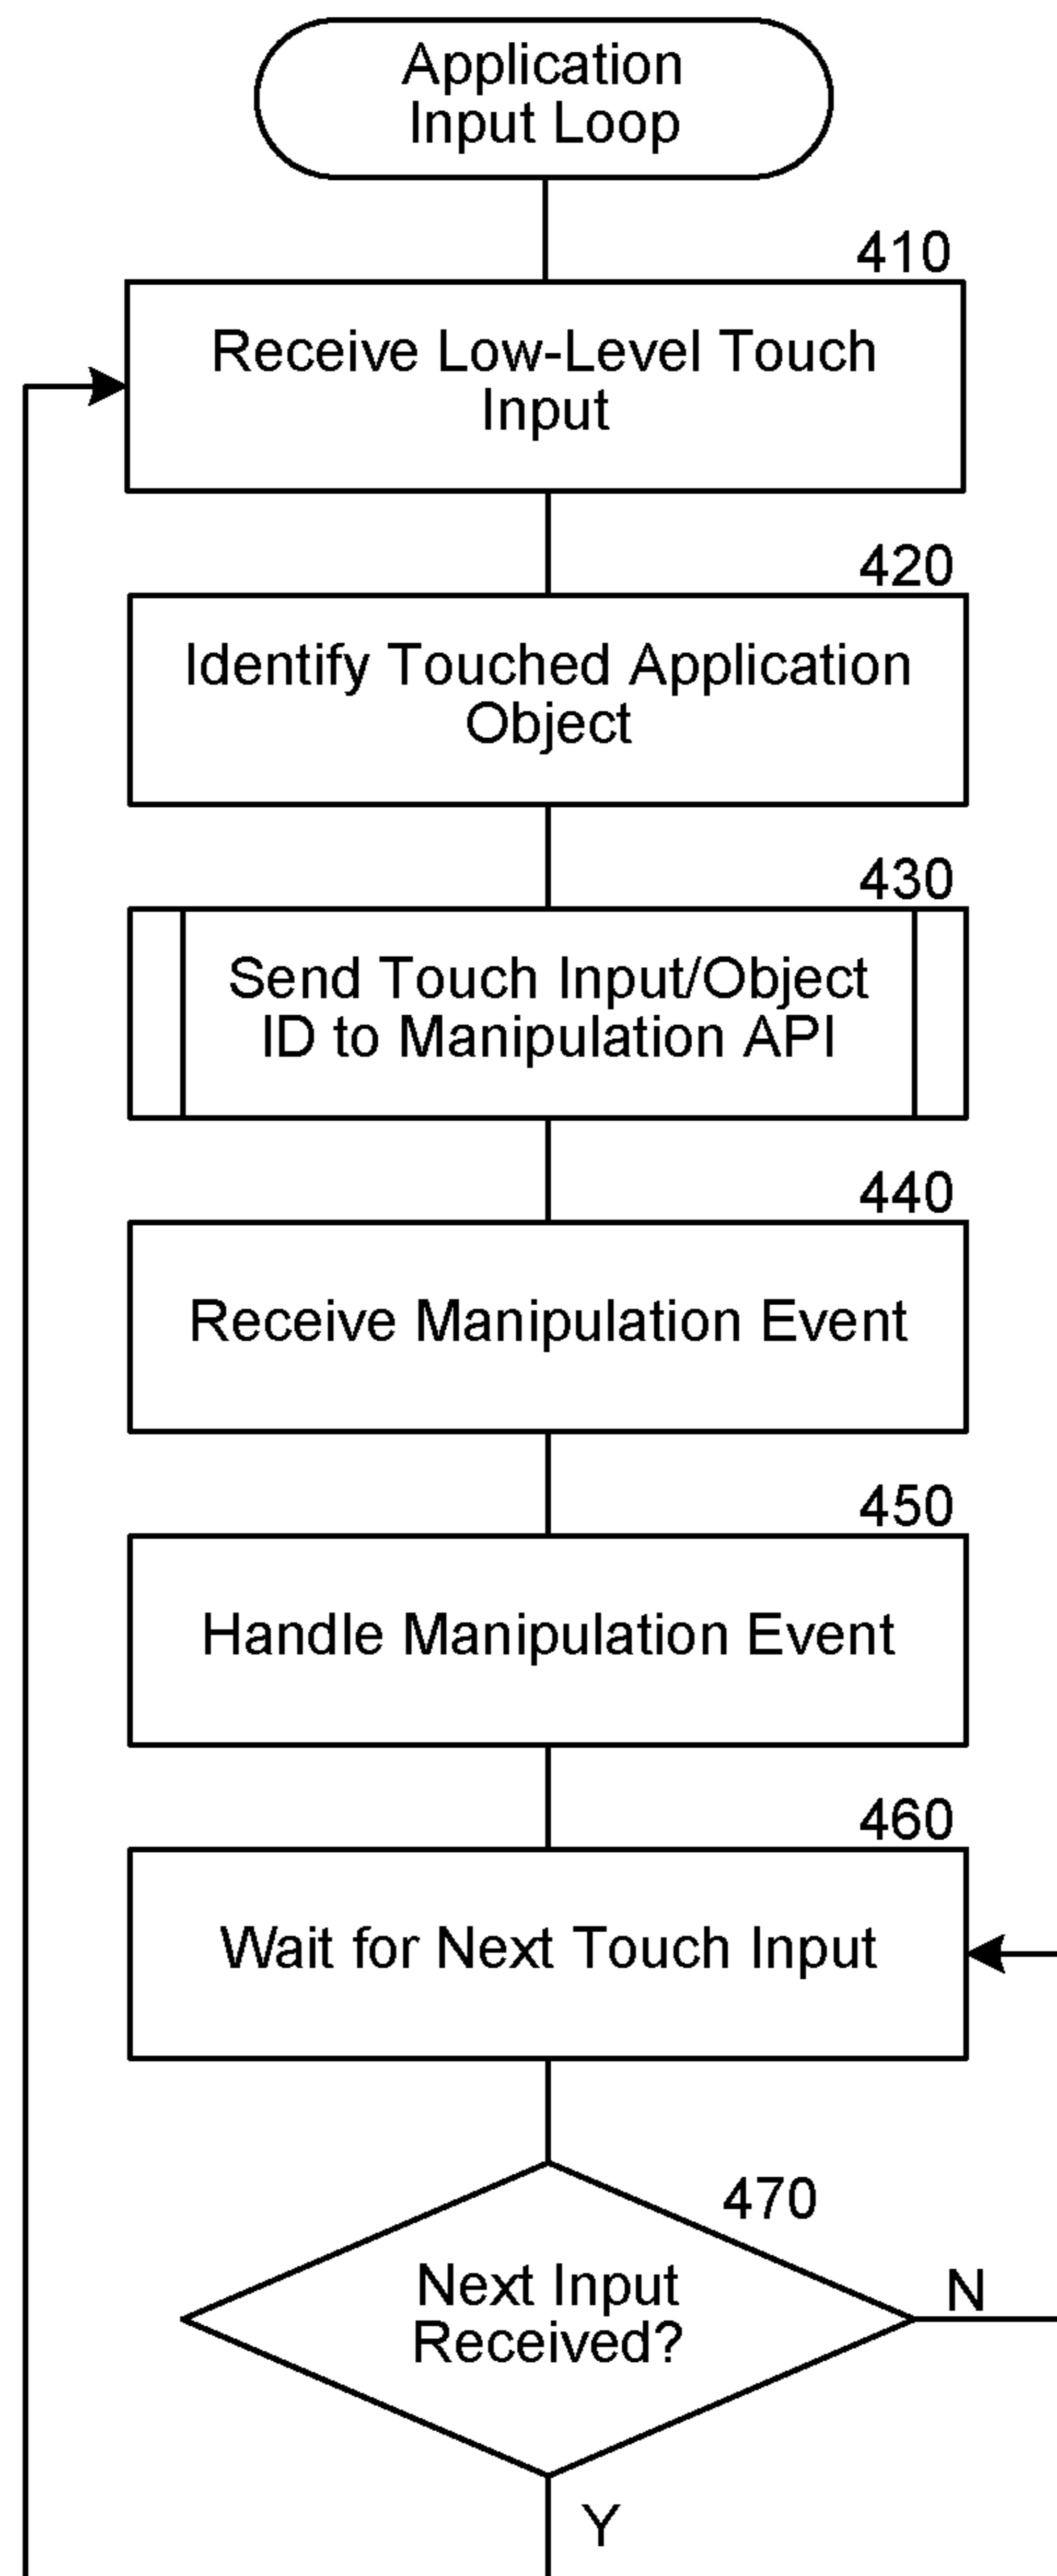 Application
Input Loop
410
Receive Low-Level Touch
Input
420
Identify Touched Application
Object
430
Send Touch Input/Object
ID to Manipulation API
440
Receive Manipulation Event
450
Handle Manipulation Event
460
Wait for Next Touch Input
470
Next Input
Received?
N
Y